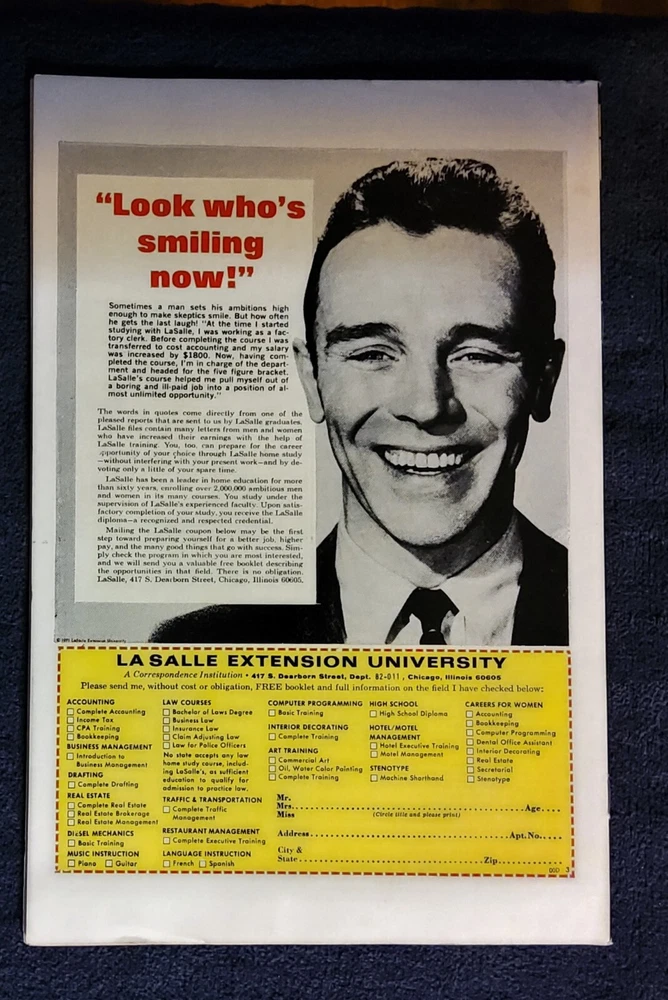 “Look who’s
smiling
now!”
Sometimes a man sets his ambitions high
enough to make skeptics smile. But how often
he gets the last laugh! “At the time I started
studying with LaSalle, I was working as a fac-
tory clerk. Before completing the course I was
transferred to cost accounting and my salary
was increased by $1800. Now, having com-
pleted the course, I’m in charge of the depart-
ment and headed for the five figure bracket.
LaSalle’s course helped me pull myself out of
a boring and ill-paid job into a position of al-
most unlimited opportunity.”
The words in quotes come directly from one of the
pleased reports that are sent to us by LaSalle graduates.
LaSalle files contain many letters from men and women
who have increased their earnings with the help of
LaSalle training. You, too, can prepare for the career
opportunity of your choice through LaSalle home study
—without interfering with your present work—and by de-
voting only a little of your spare time.
LaSalle has been a leader in home education for more
than sixty years, enrolling over 2,000,000 ambitious men
and women in its many courses. You study under the
supervision of LaSalle’s experienced faculty. Upon satis-
factory completion of your study, you receive the LaSalle
diploma—a recognized and respected credential.
Mailing the LaSalle coupon below may be the first
step toward preparing yourself for a better job, higher
pay, and the many good things that go with success. Sim-
ply check the program in which you are most interested,
and we will send you a valuable free booklet describing
the opportunities in that field. There is no obligation.
LaSalle, 417 S. Dearborn Street, Chicago, Illinois 60605.
© 1971 LaSalle Extension University
LA SALLE EXTENSION UNIVERSITY
A Correspondence Institution • 417 S. Dearborn Street, Dept. 82-011, Chicago, Illinois 60605
Please send me, without cost or obligation, FREE booklet and full information on the field I have checked below:
ACCOUNTING
Complete Accounting
Income Tax
CPA Training
Bookkeeping
BUSINESS MANAGEMENT
Introduction to
Business Management
DRAFTING
Complete Drafting
REAL ESTATE
Complete Real Estate
Real Estate Brokerage
Real Estate Management
DIESEL MECHANICS
Basic Training
MUSIC INSTRUCTION
Piano Guitar
LAW COURSES
Bachelor of Laws Degree
Business Law
Insurance Law
Claim Adjusting Law
Law for Police Officers
No state accepts any law
home study course, includ-
ing LaSalle’s, as sufficient
education to qualify for
admission to practice law.
TRAFFIC & TRANSPORTATION
Complete Traffic
Management
RESTAURANT MANAGEMENT
Complete Executive Training
LANGUAGE INSTRUCTION
French Spanish
COMPUTER PROGRAMMING
Basic Training
INTERIOR DECORATING
Complete Training
ART TRAINING
Commercial Art
Oil, Water Color Painting
Complete Training
HIGH SCHOOL
High School Diploma
HOTEL/MOTEL
MANAGEMENT
Hotel Executive Training
Motel Management
STENOTYPE
Machine Shorthand
CAREERS FOR WOMEN
Accounting
Bookkeeping
Computer Programming
Dental Office Assistant
Interior Decorating
Real Estate
Secretarial
Stenotype
Mr.
Mrs. Age
Miss (Circle title and please print)
Address Apt. No.
City &
State Zip
DGD 3